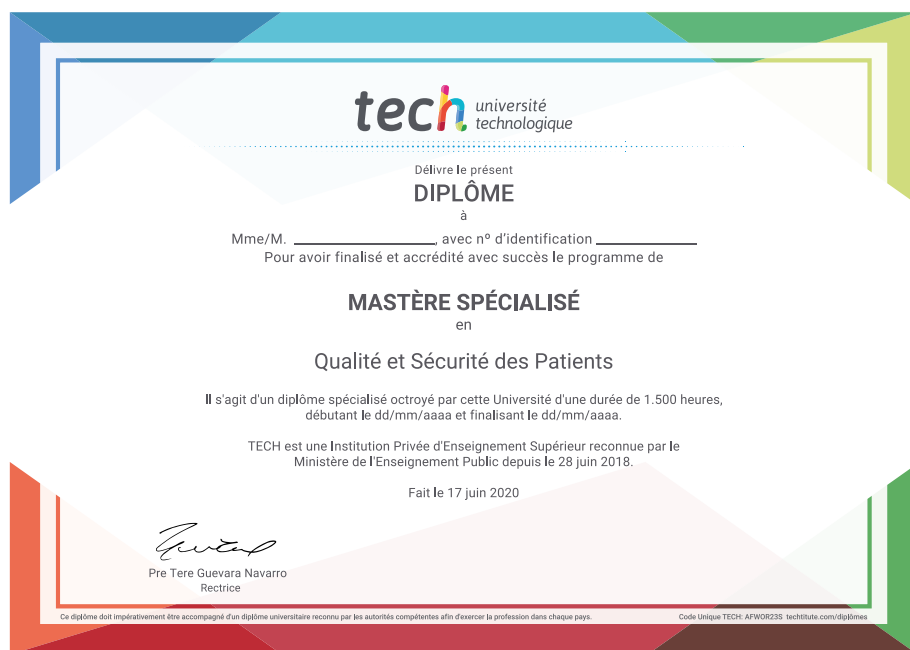 tech université
technologique
Délivre le présent
DIPLÔME
à
Mme/M. ________________, avec nº d'identification ____________
Pour avoir finalisé et accrédité avec succès le programme de
MASTÈRE SPÉCIALISÉ
en
Qualité et Sécurité des Patients
Il s'agit d'un diplôme spécialisé octroyé par cette Université d'une durée de 1.500 heures,
débutant le dd/mm/aaaa et finalisant le dd/mm/aaaa.
TECH est une Institution Privée d'Enseignement Supérieur reconnue par le
Ministère de l'Enseignement Public depuis le 28 juin 2018.
Fait le 17 juin 2020
Pre Tere Guevara Navarro
Rectrice
Ce diplôme doit impérativement être accompagné d'un diplôme universitaire reconnu par les autorités compétentes afin d'exercer la profession dans chaque pays.
Code Unique TECH: AFWOR23S techtitute.com/diplômes